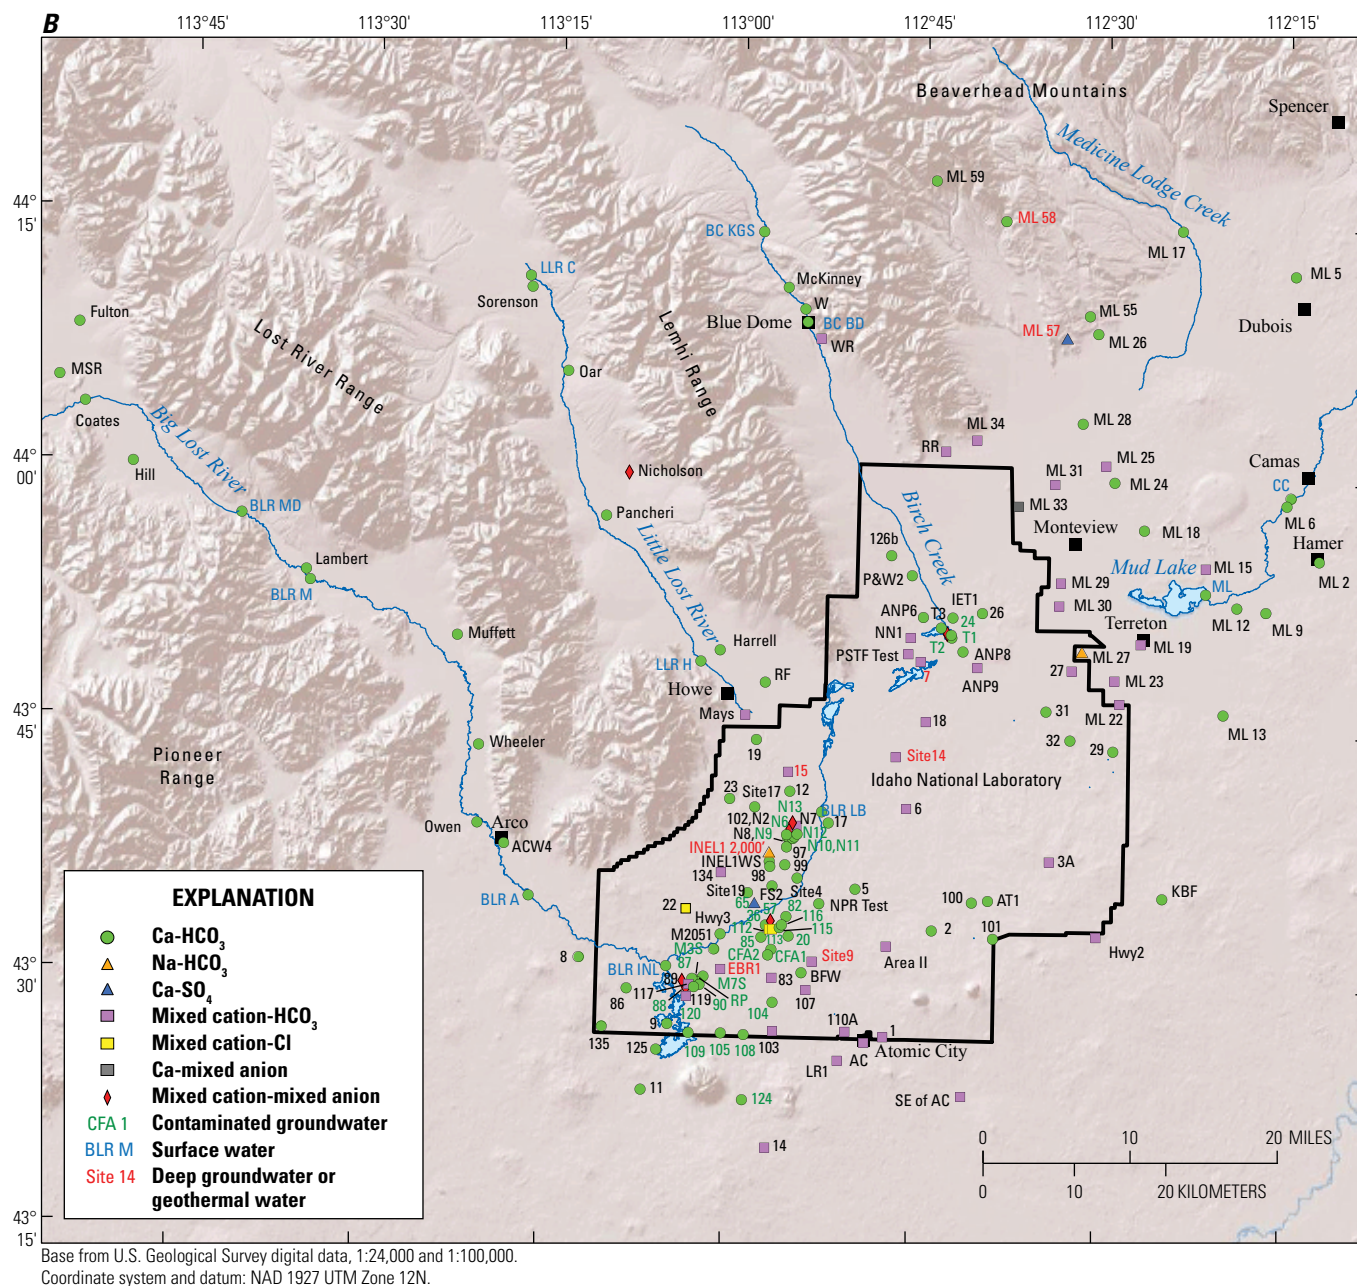 B
113°45'
113°30'
113°15'
113°00'
112°45'
112°30'
112°15'
Beaverhead Mountains
Spencer
Medicine Lodge Creek
ML 59
44°
15'
ML 58
BC KGS
ML 17
LLR C
McKinney
ML 5
Sorenson
Fulton
W
Blue Dome
BC BD
ML 57
ML 55
Dubois
Lost River Range
Lemhi Range
WR
ML 26
MSR
Oar
Coates
Big Lost River
ML 28
ML 34
RR
44°
00'
Hill
Nicholson
ML 31
ML 25
Camas
ML 24
CC
BLR MD
Pancheri
Birch Creek
ML 33
ML 6
Monteview
ML 18
Hamer
126b
Little Lost River
Lambert
P&W2
Mud Lake
ML 15
ML 2
BLR M
ML 29
ML
IET1
ANP6
T3
26
ML 30
24
Terreton
ML 12
ML 9
Muffett
Harrell
NN1
T1
T2
ML 19
LLR H
PSTF Test
ANP8
ML 27
RF
7
ANP9
27
ML 23
Howe
Mays
ML 22
43°
45'
18
31
ML 13
Pioneer
Range
Wheeler
19
32
29
Site14
15
Idaho National Laboratory
23
Site17
12
N13
6
Owen
Arco
102,N2
N6
N7
BLR LB
17
ACW4
N8,
N9
N12
INEL1 2,000'
97
N10,N11
INEL1WS
99
3A
134
98
Site19
FS2
Site4
5
BLR A
22
65
57
82
NPR Test
100
AT1
KBF
Hwy3
36
116
M2051
112
115
2
101
85
113
20
Hwy2
M3S
CFA2
CFA1
Area II
8
BLR INL
87
EBR1
Site9
89
M7S
83
BFW
86
117
119
RP
107
88
90
120
104
9
110A
1
135
125
109
105
108
103
Atomic City
AC
LR1
11
124
SE of AC
14
EXPLANATION
Ca-HCO3
Na-HCO3
Ca-SO4
Mixed cation-HCO3
Mixed cation-Cl
Ca-mixed anion
Mixed cation-mixed anion
CFA 1 Contaminated groundwater
BLR M Surface water
Site 14 Deep groundwater or
geothermal water
43°
30'
0 10 20 MILES
0 10 20 KILOMETERS
43°
15'
Base from U.S. Geological Survey digital data, 1:24,000 and 1:100,000.
Coordinate system and datum: NAD 1927 UTM Zone 12N.